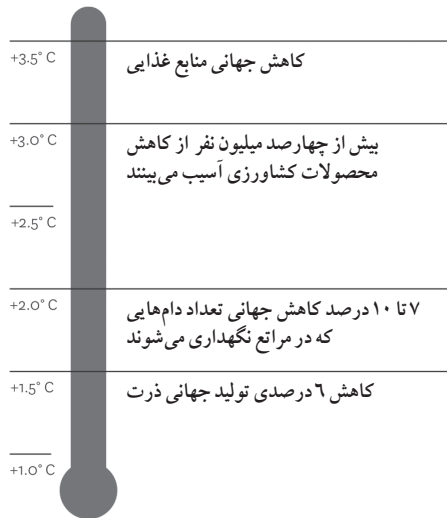 +3.5° C
کاهش جهانی منابع غذایی
+3.0° C
بیش از چهارصد میلیون نفر از کاهش
محصولات کشاورزی آسیب می‌بینند
+2.5° C
+2.0° C
۷ تا ۱۰ درصد کاهش جهانی تعداد دام‌هایی
که در مراتع نگهداری می‌شوند
+1.5° C
کاهش ٦ درصدی تولید جهانی ذرت
+1.0° C